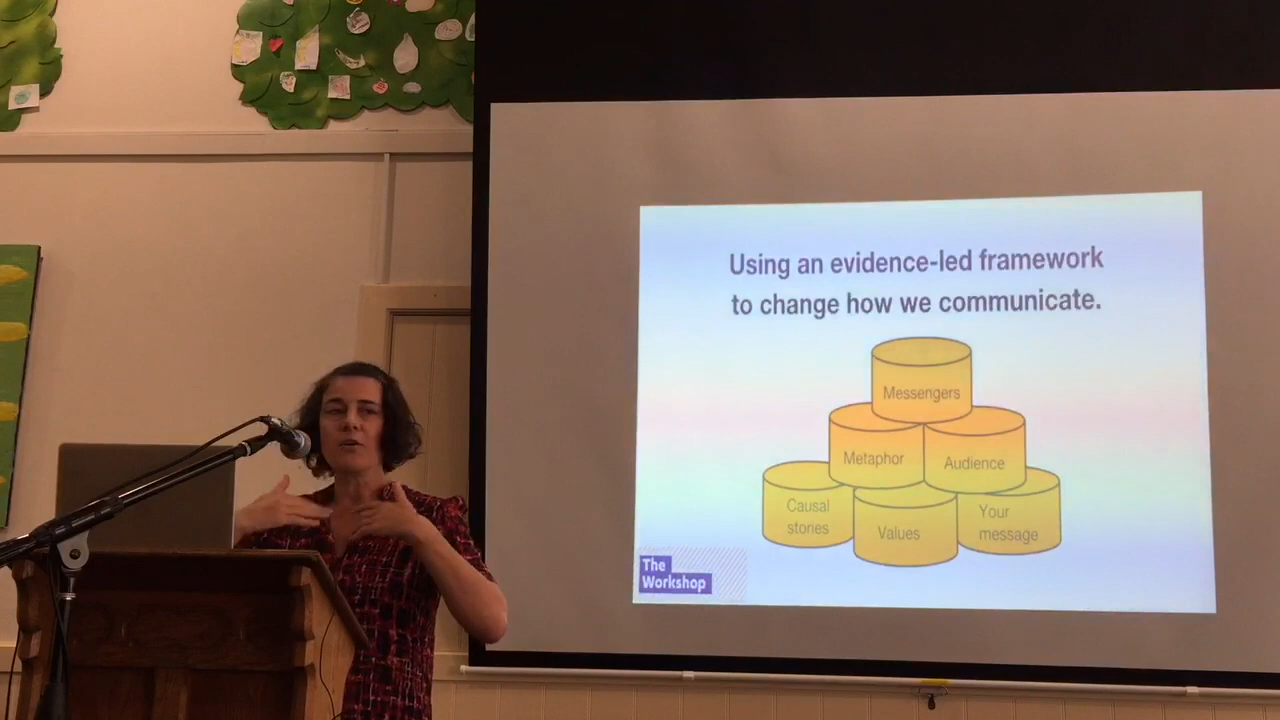 Using an evidence-led framework
to change how we communicate.
Messengers
Metaphor
Audience
Causal
stories
Values
Your
message
The
Workshop